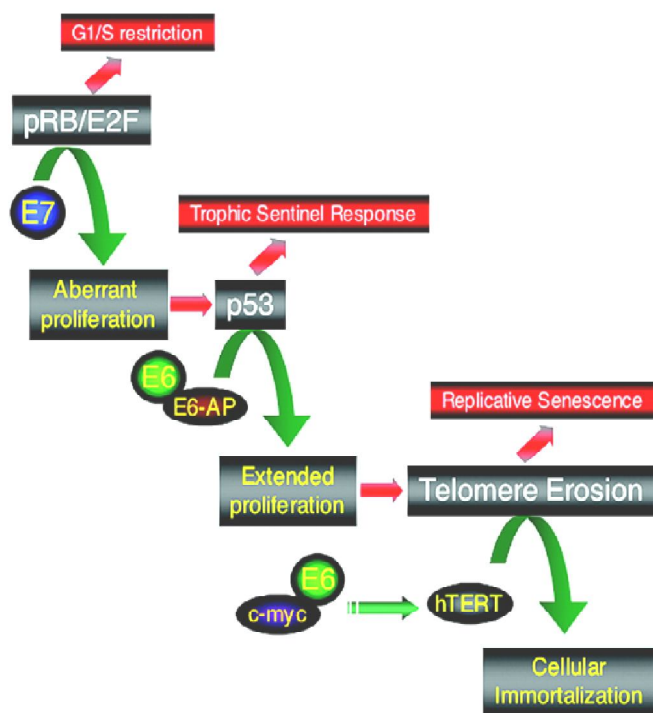 G1/S restriction
pRB/E2F
E7
Trophic Sentinel Response
Aberrant
proliferation
p53
E6
E6-AP
Replicative Senescence
Extended
proliferation
Telomere Erosion
E6
c-myc
hTERT
Cellular
Immortalization